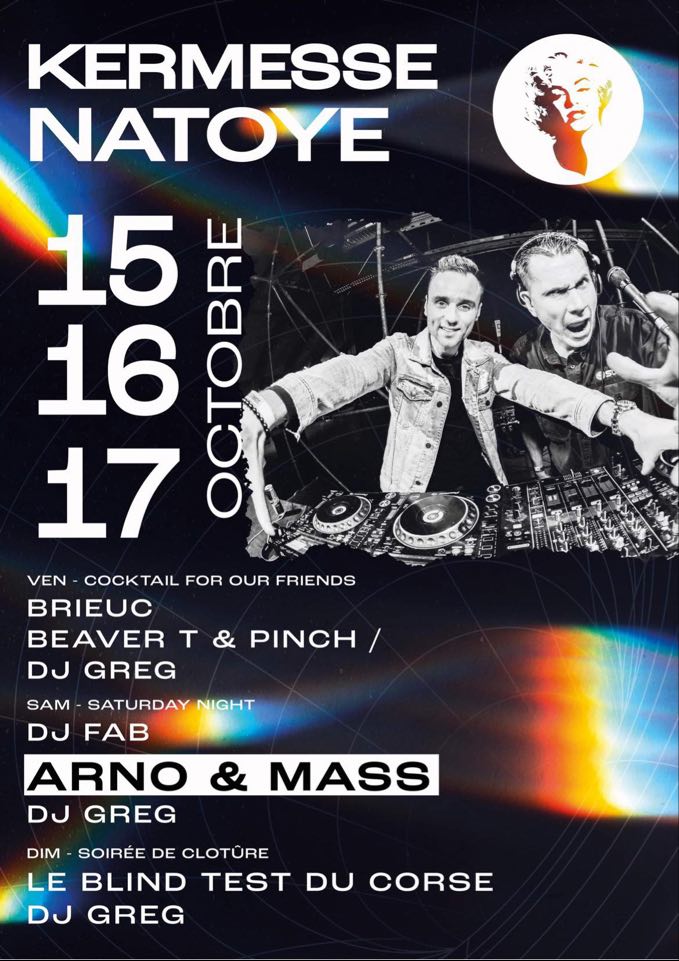 KERMESSE
NATOYE
15
16
17
OCTOBRE
VEN - COCKTAIL FOR OUR FRIENDS
BRIEUC
BEAVER T & PINCH /
DJ GREG
SAM - SATURDAY NIGHT
DJ FAB
ARNO & MASS
DJ GREG
DIM - SOIRÉE DE CLOTÛRE
LE BLIND TEST DU CORSE
DJ GREG